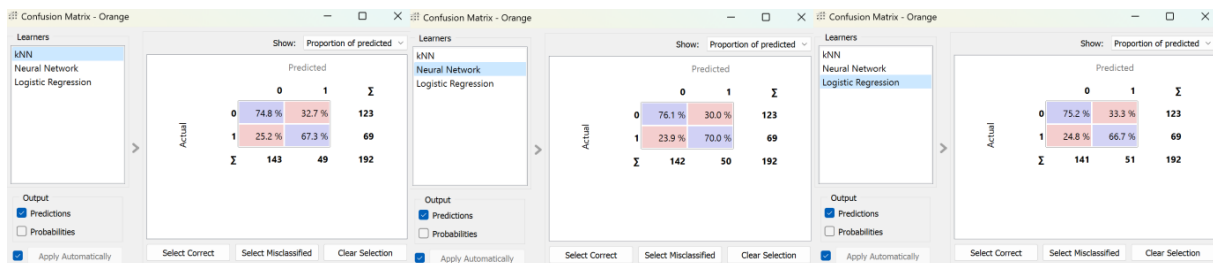 Confusion Matrix - Orange
Learners
kNN
Neural Network
Logistic Regression
Output
Predictions
Probabilities
Apply Automatically
Show: Proportion of predicted
Predicted
0 1 Σ
Actual
0 74.8 % 32.7 % 123
1 25.2 % 67.3 % 69
Σ 143 49 192
Select Correct Select Misclassified Clear Selection
Confusion Matrix - Orange
Learners
kNN
Neural Network
Logistic Regression
Output
Predictions
Probabilities
Apply Automatically
Show: Proportion of predicted
Predicted
0 1 Σ
Actual
0 76.1 % 30.0 % 123
1 23.9 % 70.0 % 69
Σ 142 50 192
Select Correct Select Misclassified Clear Selection
Confusion Matrix - Orange
Learners
kNN
Neural Network
Logistic Regression
Output
Predictions
Probabilities
Apply Automatically
Show: Proportion of predicted
Predicted
0 1 Σ
Actual
0 75.2 % 33.3 % 123
1 24.8 % 66.7 % 69
Σ 141 51 192
Select Correct Select Misclassified Clear Selection